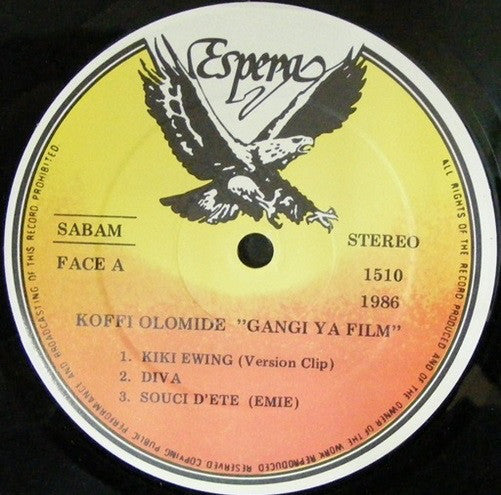 Espera
SABAM
FACE A
STEREO
1510
1986
KOFFI OLOMIDE "GANGI YA FILM"
1. KIKI EWING (Version Clip)
2. DIVA
3. SOUCI D'ETE (EMIE)
ALL RIGHTS OF THE RECORD PRODUCED AND OF THE OWNER OF THE WORK REPRODUCED RESERVED COPYING PUBLIC PERFORMANCY AND BROADCASTING OF THIS RECORD PROHIBITED